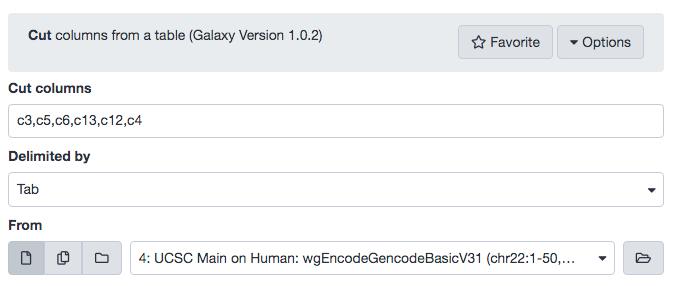 Cut columns from a table (Galaxy Version 1.0.2)
Favorite
Options
Cut columns
c3,c5,c6,c13,c12,c4
Delimited by
Tab
From
4: UCSC Main on Human: wgEncodeGencodeBasicV31 (chr22:1-50,...